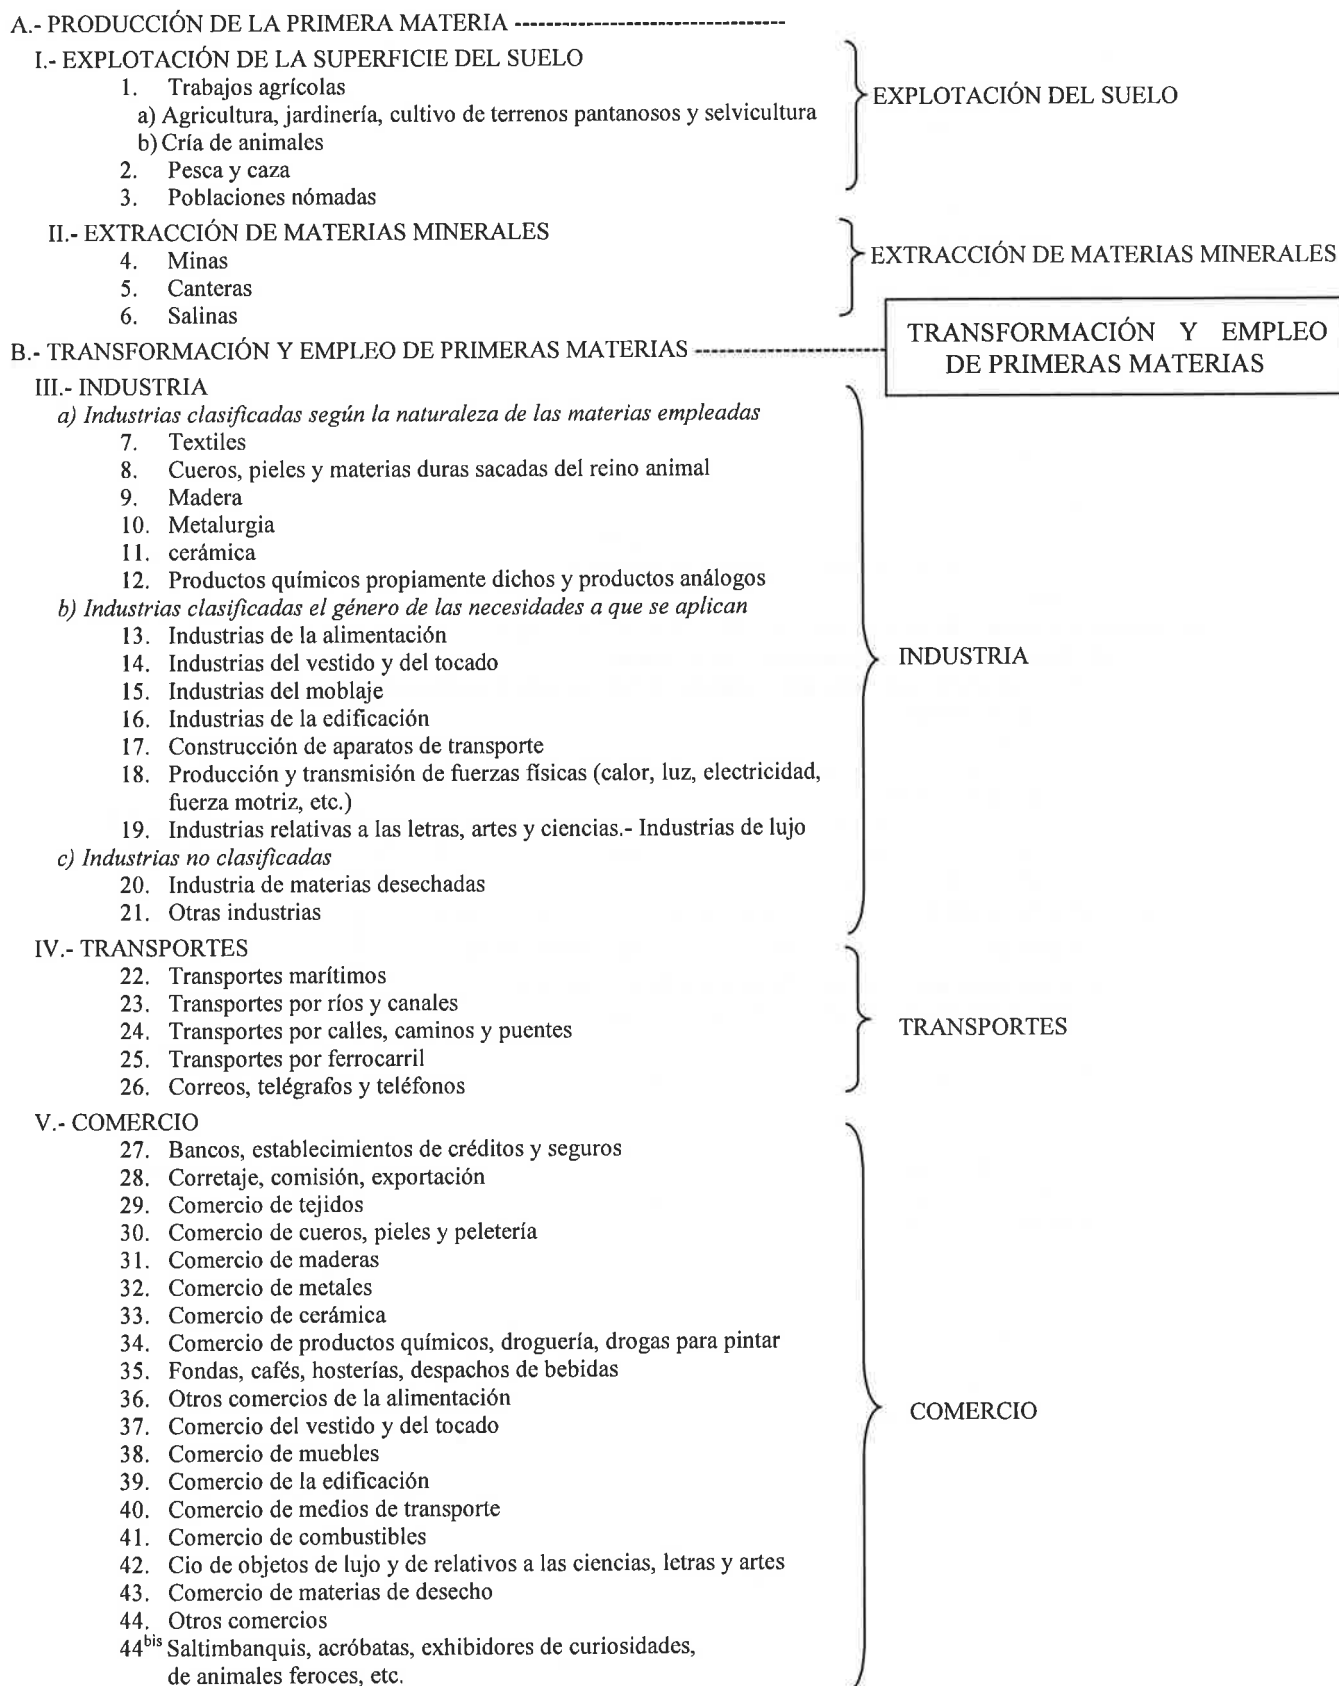 A.- PRODUCCIÓN DE LA PRIMERA MATERIA ----------------------------------
I.- EXPLOTACIÓN DE LA SUPERFICIE DEL SUELO
1. Trabajos agrícolas
a) Agricultura, jardinería, cultivo de terrenos pantanosos y selvicultura
b) Cría de animales
2. Pesca y caza
3. Poblaciones nómadas
EXPLOTACIÓN DEL SUELO
II.- EXTRACCIÓN DE MATERIAS MINERALES
4. Minas
5. Canteras
6. Salinas
EXTRACCIÓN DE MATERIAS MINERALES
B.- TRANSFORMACIÓN Y EMPLEO DE PRIMERAS MATERIAS ------------------------
TRANSFORMACIÓN Y EMPLEO
DE PRIMERAS MATERIAS
III.- INDUSTRIA
a) Industrias clasificadas según la naturaleza de las materias empleadas
7. Textiles
8. Cueros, pieles y materias duras sacadas del reino animal
9. Madera
10. Metalurgia
11. cerámica
12. Productos químicos propiamente dichos y productos análogos
b) Industrias clasificadas el género de las necesidades a que se aplican
13. Industrias de la alimentación
14. Industrias del vestido y del tocado
15. Industrias del moblaje
16. Industrias de la edificación
17. Construcción de aparatos de transporte
18. Producción y transmisión de fuerzas físicas (calor, luz, electricidad,
fuerza motriz, etc.)
19. Industrias relativas a las letras, artes y ciencias.- Industrias de lujo
c) Industrias no clasificadas
20. Industria de materias desechadas
21. Otras industrias
INDUSTRIA
IV.- TRANSPORTES
22. Transportes marítimos
23. Transportes por ríos y canales
24. Transportes por calles, caminos y puentes
25. Transportes por ferrocarril
26. Correos, telégrafos y teléfonos
TRANSPORTES
V.- COMERCIO
27. Bancos, establecimientos de créditos y seguros
28. Corretaje, comisión, exportación
29. Comercio de tejidos
30. Comercio de cueros, pieles y peletería
31. Comercio de maderas
32. Comercio de metales
33. Comercio de cerámica
34. Comercio de productos químicos, droguería, drogas para pintar
35. Fondas, cafés, hosterías, despachos de bebidas
36. Otros comercios de la alimentación
37. Comercio del vestido y del tocado
38. Comercio de muebles
39. Comercio de la edificación
40. Comercio de medios de transporte
41. Comercio de combustibles
42. Cio de objetos de lujo y de relativos a las ciencias, letras y artes
43. Comercio de materias de desecho
44. Otros comercios
44bis Saltimbanquis, acróbatas, exhibidores de curiosidades,
de animales feroces, etc.
COMERCIO